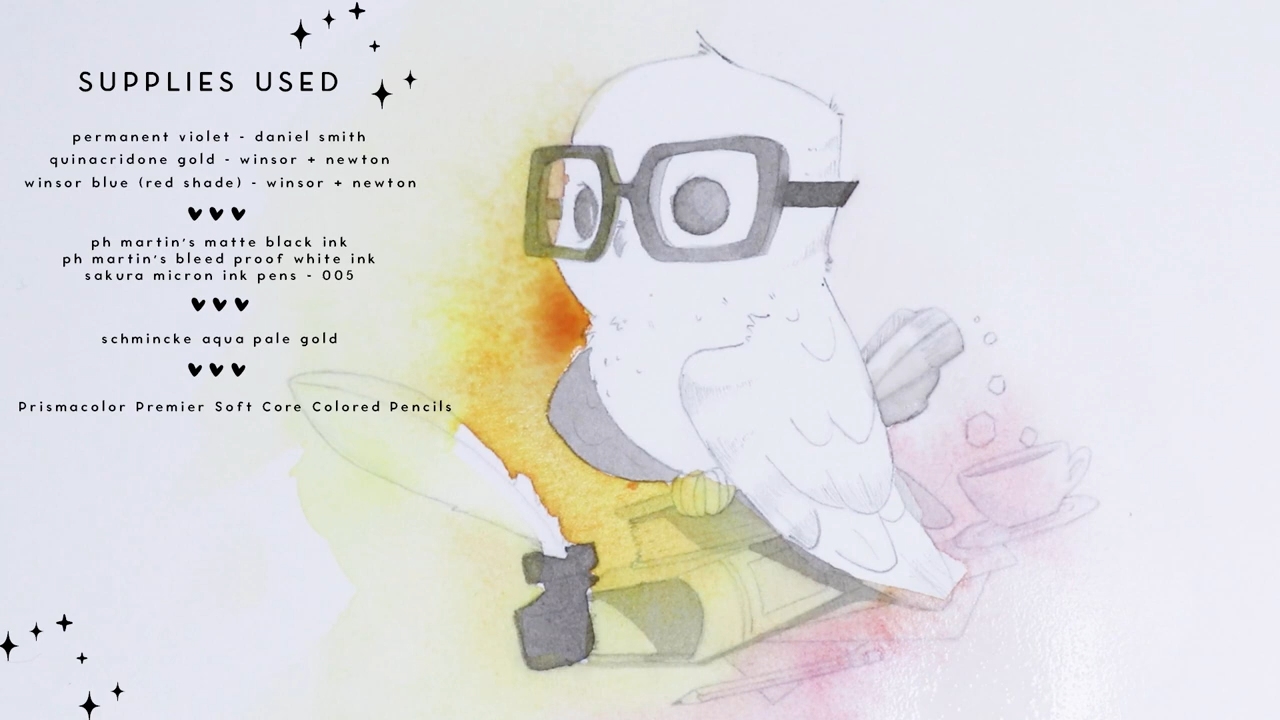 SUPPLIES USED
permanent violet - daniel smith
quinacridone gold - winsor + newton
winsor blue (red shade) - winsor + newton
ph martin's matte black ink
ph martin's bleed proof white ink
sakura micron ink pens - 005
schmincke aqua pale gold
Prismacolor Premier Soft Core Colored Pencils